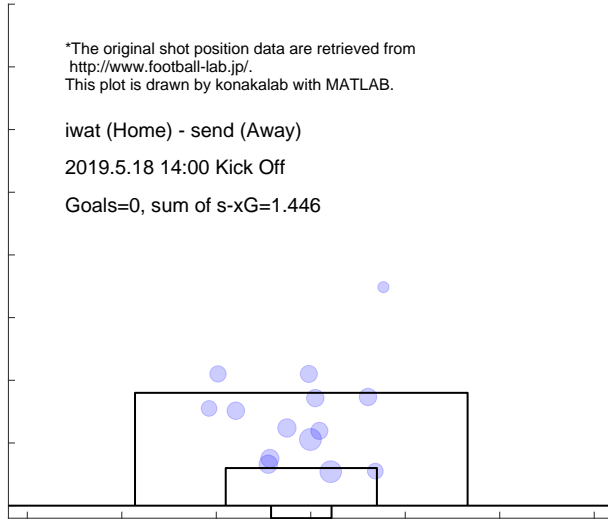 *The original shot position data are retrieved from
http://www.football-lab.jp/.
This plot is drawn by konakalab with MATLAB.
iwat (Home) - send (Away)
2019.5.18 14:00 Kick Off
Goals=0, sum of s-xG=1.446